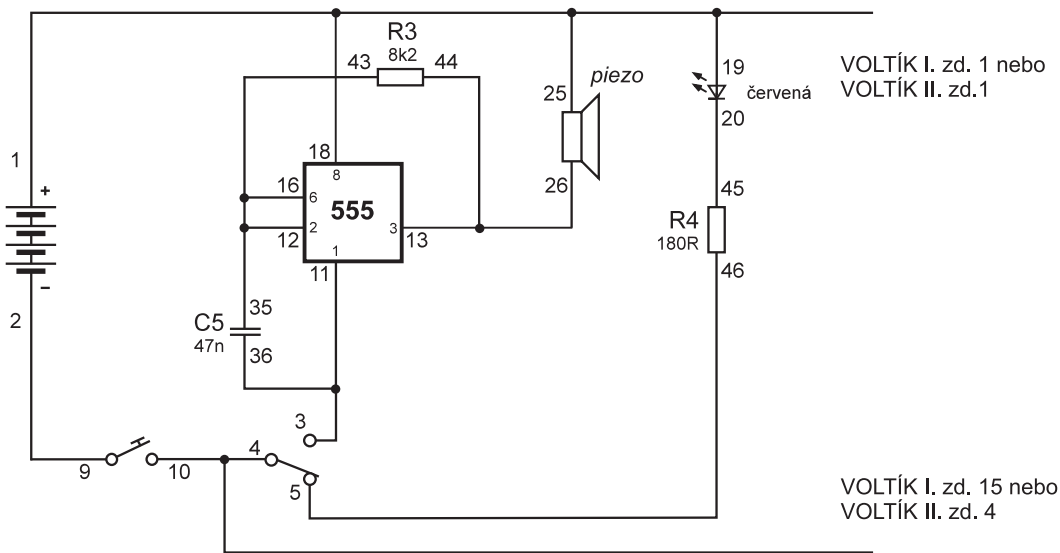 R3
8k2
43
44
piezo
25
26
19
červená
20
VOLTÍK I. zd. 1 nebo
VOLTÍK II. zd.1
1
+
−
2
18
8
16
6
555
12
2
3
13
1
11
45
R4
180R
46
35
C5
47n
36
3
4
5
9
10
VOLTÍK I. zd. 15 nebo
VOLTÍK II. zd. 4